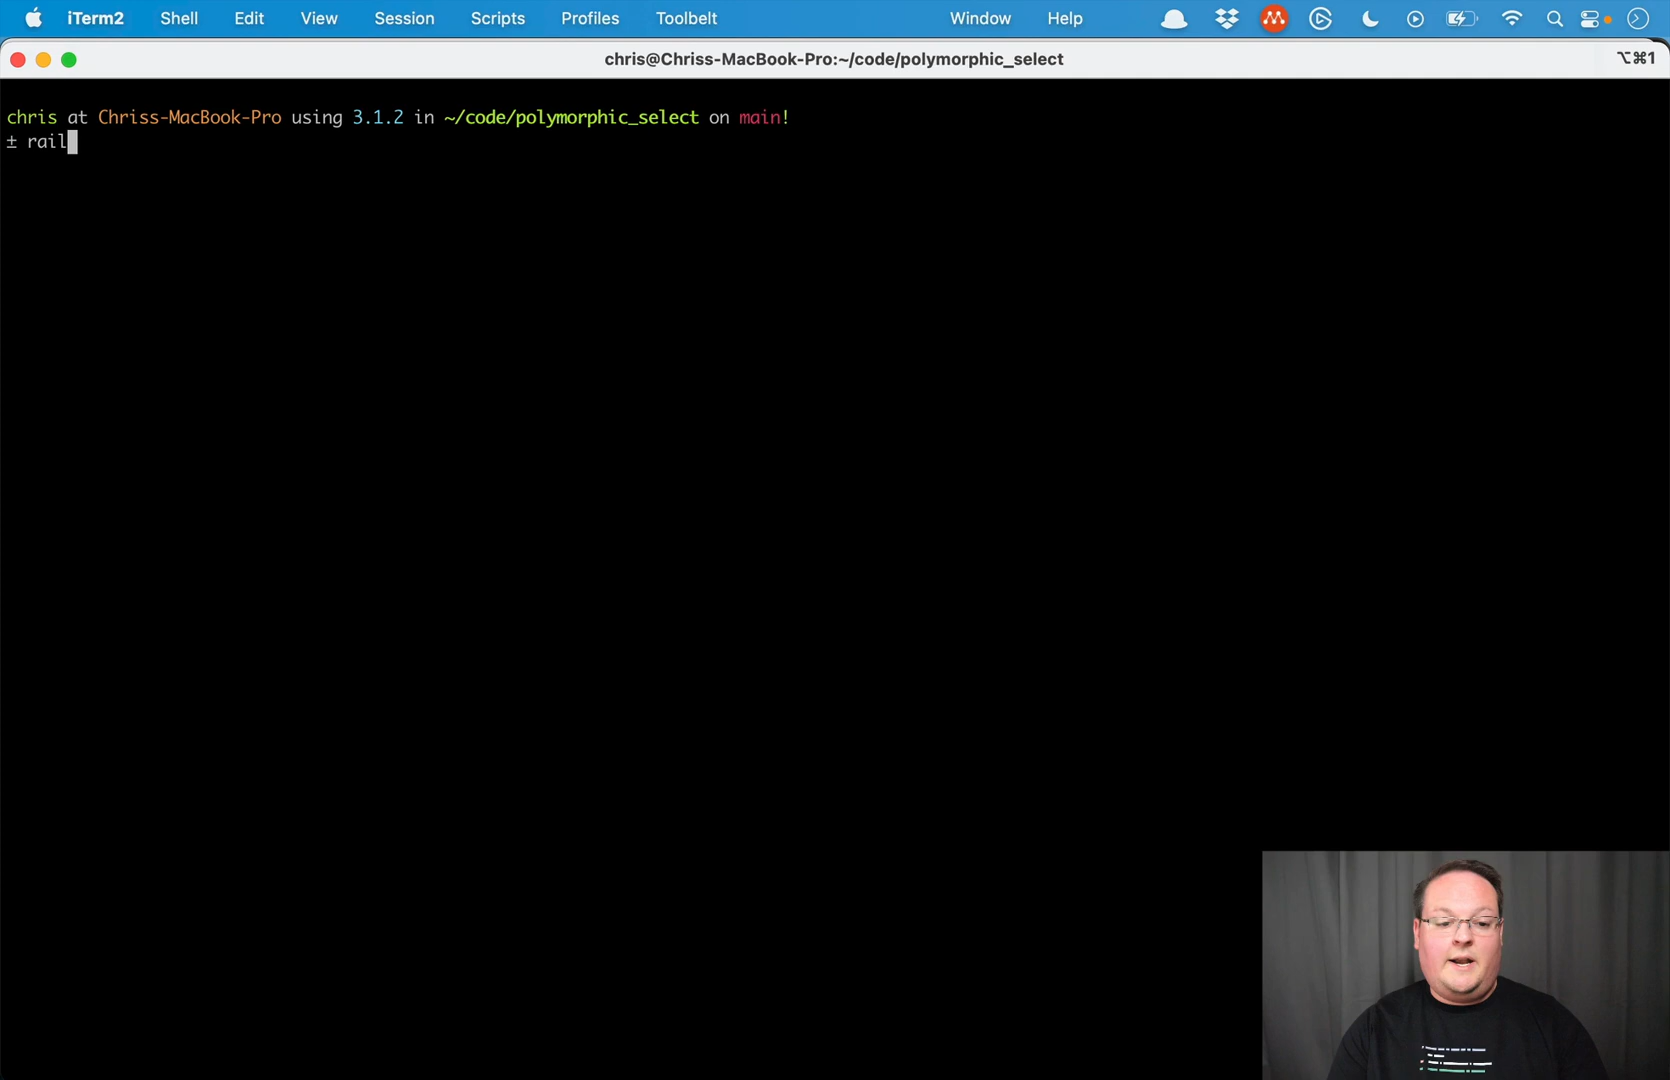 iTerm2 Shell Edit View Session Scripts Profiles Toolbelt Window Help
chris@Chriss-MacBook-Pro:~/code/polymorphic_select ⌥⌘1
chris at Chriss-MacBook-Pro using 3.1.2 in ~/code/polymorphic_select on main!
± rail